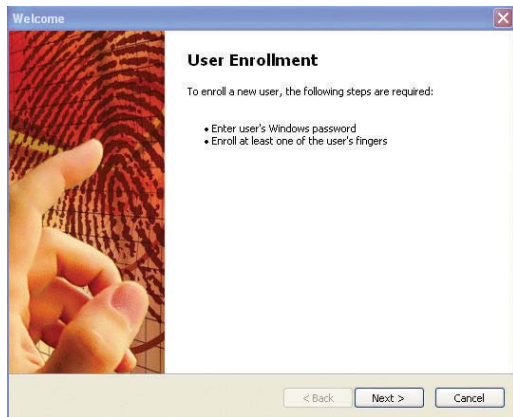 Welcome
User Enrollment
To enroll a new user, the following steps are required:
• Enter user's Windows password
• Enroll at least one of the user's fingers
< Back
Next >
Cancel